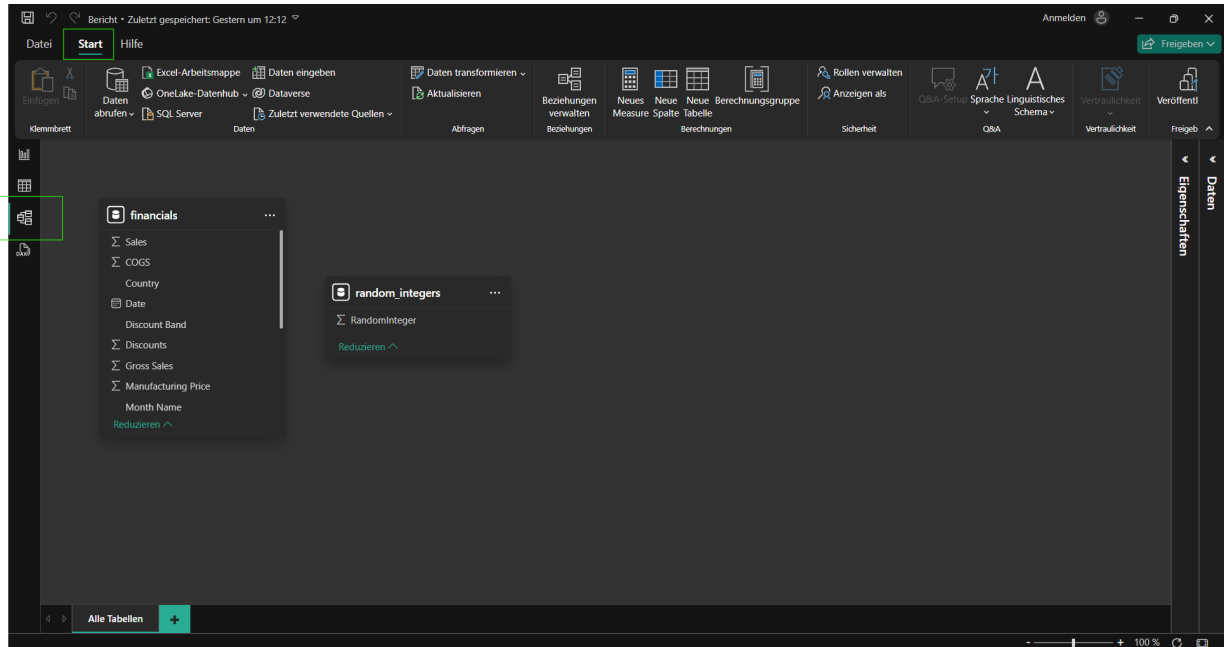 Bericht • Zuletzt gespeichert: Gestern um 12:12
Anmelden
Datei Start Hilfe
Freigeben
Einfügen
Klemmbrett
Daten abrufen
Excel-Arbeitsmappe
OneLake-Datenhub
SQL Server
Daten eingeben
Dataverse
Zuletzt verwendete Quellen
Daten
Daten transformieren
Aktualisieren
Abfragen
Beziehungen
verwalten
Beziehungen
Neues
Measure
Neue
Spalte
Neue
Tabelle
Berechnungsgruppe
Berechnungen
Rollen verwalten
Anzeigen als
Sicherheit
Q&A-Setup
Sprache
Linguistisches
Schema
Q&A
Vertraulichkeit
Vertraulichkeit
Veröffentl
Freigeb
DAX
financials
Sales
COGS
Country
Date
Discount Band
Discounts
Gross Sales
Manufacturing Price
Month Name
Reduzieren
random_integers
RandomInteger
Reduzieren
Eigenschaften
Daten
Alle Tabellen +
- + 100 %